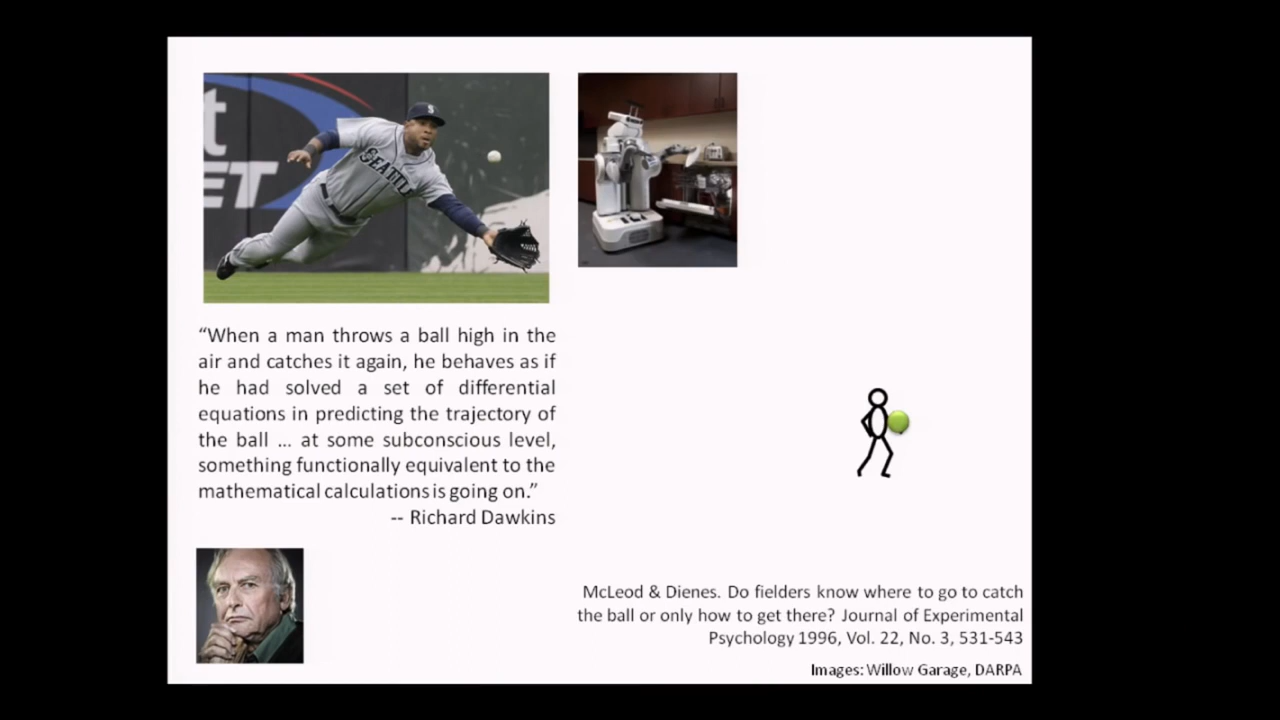 t
ET
S
SEATTLE
“When a man throws a ball high in the
air and catches it again, he behaves as if
he had solved a set of differential
equations in predicting the trajectory of
the ball ... at some subconscious level,
something functionally equivalent to the
mathematical calculations is going on.”
-- Richard Dawkins
McLeod & Dienes. Do fielders know where to go to catch
the ball or only how to get there? Journal of Experimental
Psychology 1996, Vol. 22, No. 3, 531-543
Images: Willow Garage, DARPA